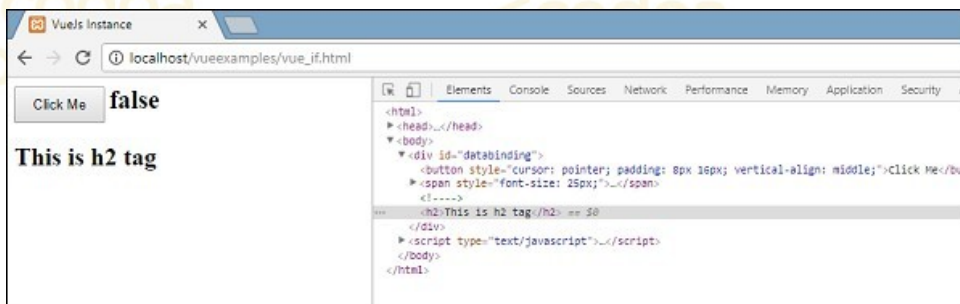 VueJs Instance
localhost/vueexamples/vue_if.html
Click Me false
This is h2 tag
Elements Console Sources Network Performance Memory Application Security
<html>
<head>…</head>
<body>
<div id="databinding">
<button style="cursor: pointer; padding: 8px 16px; vertical-align: middle;">Click Me</bu
<span style="font-size: 25px;">…</span>
<!---->
<h2>This is h2 tag</h2> == $0
</div>
<script type="text/javascript">…</script>
</body>
</html>